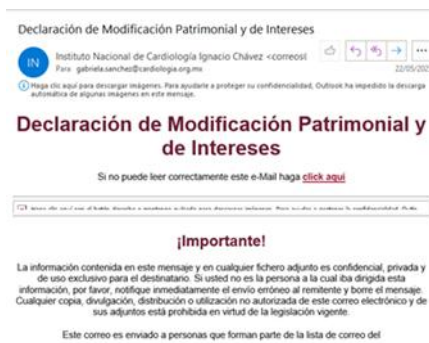 Declaración de Modificación Patrimonial y de Intereses
IN
Instituto Nacional de Cardiología Ignacio Chávez <correosl
Para gabriela.sanchez@cardiologia.org.mx
22/05/202
Haga clic aquí para descargar imágenes. Para ayudarle a proteger su confidencialidad, Outlook ha impedido la descarga
automática de algunas imágenes en este mensaje.
Declaración de Modificación Patrimonial y
de Intereses
Si no puede leer correctamente este e-Mail haga click aqui
¡Importante!
La información contenida en este mensaje y en cualquier fichero adjunto es confidencial, privada y
de uso exclusivo para el destinatario. Si usted no es la persona a la cual iba dirigida esta
información, por favor, notifique inmediatamente el envío erróneo al remitente y borre el mensaje.
Cualquier copia, divulgación, distribución o utilización no autorizada de este correo electrónico y de
sus adjuntos está prohibida en virtud de la legislación vigente.
Este correo es enviado a personas que forman parte de la lista de correo del